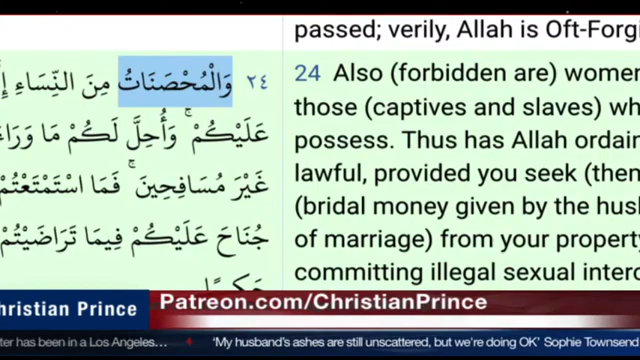 passed; verily, Allah is Oft-Forgi
٢٤ وَالْمُحْصَنَاتُ مِنَ النِّسَاءِ إِ
عَلَيْكُمْ ۚ وَأُحِلَّ لَكُمْ مَا وَرَاءَ
غَيْرَ مُسَافِحِينَ ۚ فَمَا اسْتَمْتَعْتُمْ
جُنَاحَ عَلَيْكُمْ فِيمَا تَرَاضَيْتُمْ
24 Also (forbidden are) women
those (captives and slaves) wh
possess. Thus has Allah ordain
lawful, provided you seek (them
(bridal money given by the husb
of marriage) from your property
committing illegal sexual interc
Christian Prince
Patreon.com/ChristianPrince
ter has been in a Los Angeles... ♦ 'My husband's ashes are still unscattered, but we're doing OK' Sophie Townsend